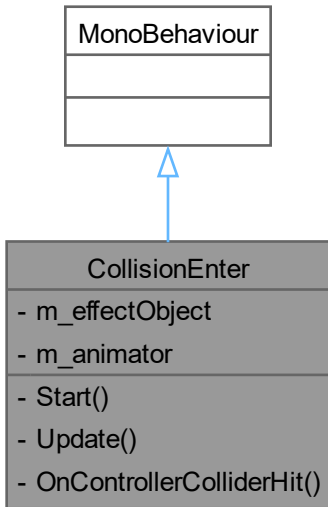 MonoBehaviour
CollisionEnter
- m_effectObject
- m_animator
- Start()
- Update()
- OnControllerColliderHit()